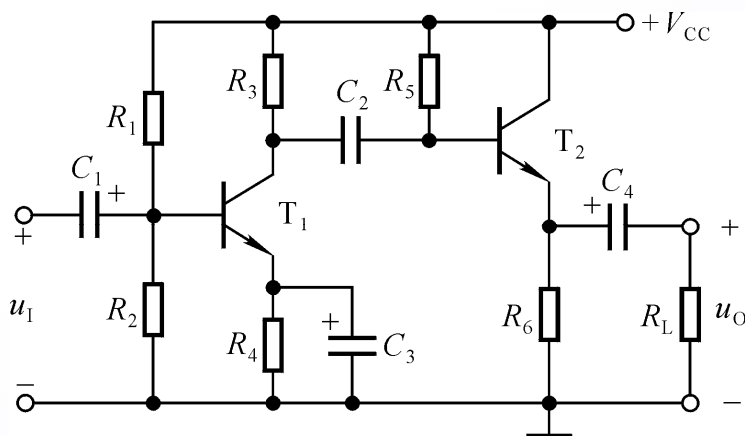 +V_CC
R_3
R_5
C_2
R_1
T_2
C_1
+
C_4
+
T_1
+
+
u_I
R_2
R_4
+
C_3
R_6
R_L
u_O
−
−